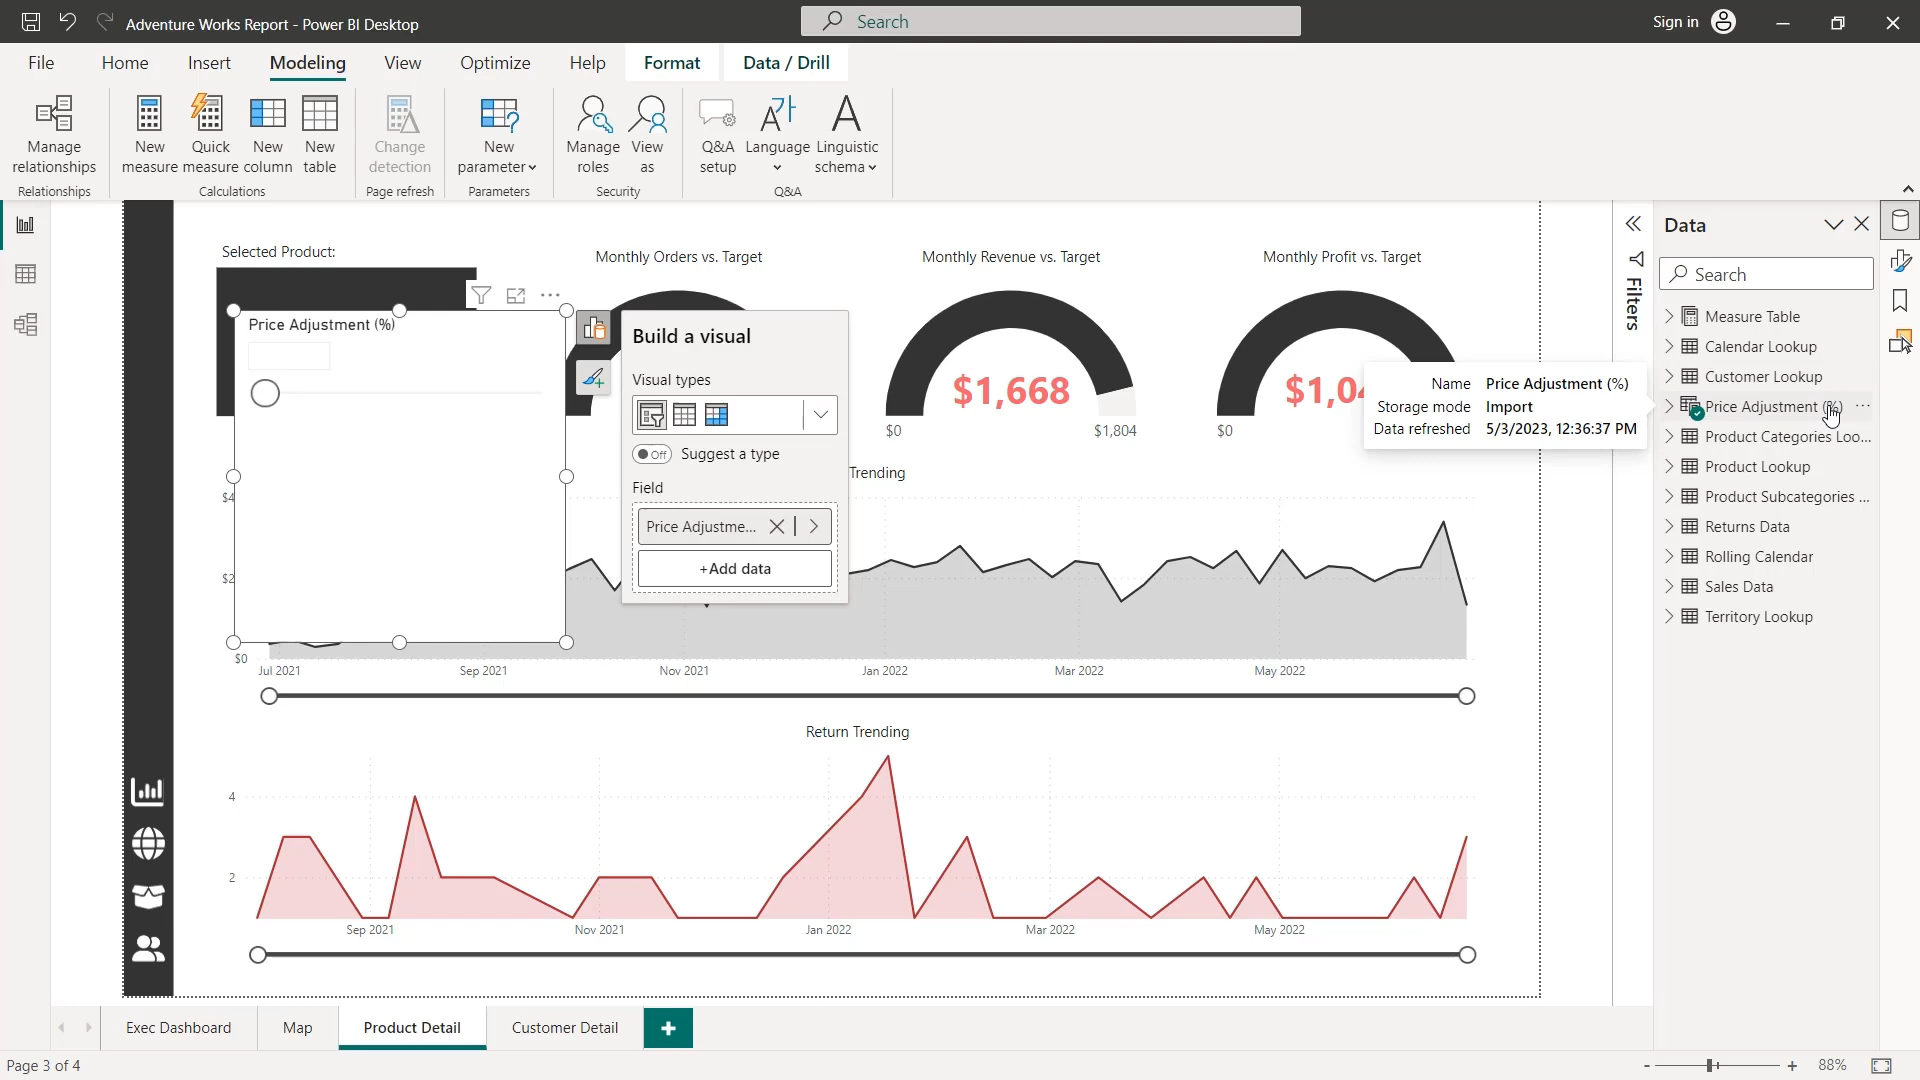 Adventure Works Report - Power BI Desktop
Search
Sign in
File
Home
Insert
Modeling
View
Optimize
Help
Format
Data / Drill
Manage relationships
New measure
Quick measure
New column
New table
Change detection
New parameter
Manage roles
View as
Q&A setup
Language
Linguistic schema
Relationships
Calculations
Page refresh
Parameters
Security
Q&A
Selected Product:
Monthly Orders vs. Target
Monthly Revenue vs. Target
Monthly Profit vs. Target
Price Adjustment (%)
Build a visual
Visual types
Off
Suggest a type
Field
Price Adjustme...
+Add data
$1,668
$0
$1,804
$1,0
$0
Name Price Adjustment (%)
Storage mode Import
Data refreshed 5/3/2023, 12:36:37 PM
Trending
$4
$2
$0
Jul 2021
Sep 2021
Nov 2021
Jan 2022
Mar 2022
May 2022
Return Trending
4
2
Sep 2021
Nov 2021
Jan 2022
Mar 2022
May 2022
Filters
Data
Search
Measure Table
Calendar Lookup
Customer Lookup
Price Adjustment (%)
Product Categories Loo...
Product Lookup
Product Subcategories ...
Returns Data
Rolling Calendar
Sales Data
Territory Lookup
Exec Dashboard
Map
Product Detail
Customer Detail
Page 3 of 4
- + 88%